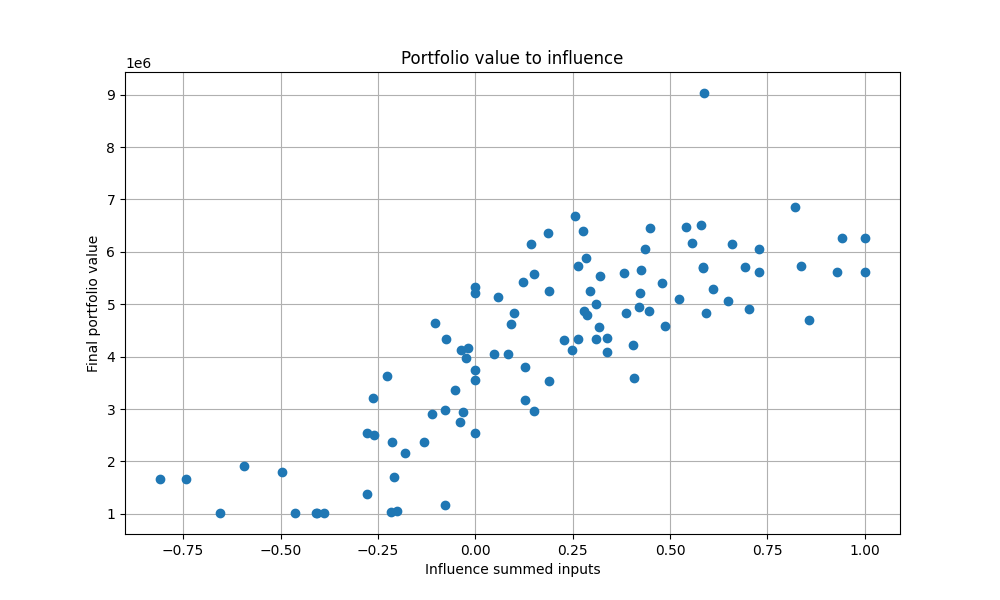 Portfolio value to influence
1e6
9
8
7
6
5
4
3
2
1
Final portfolio value
−0.75 −0.50 −0.25 0.00 0.25 0.50 0.75 1.00
Influence summed inputs